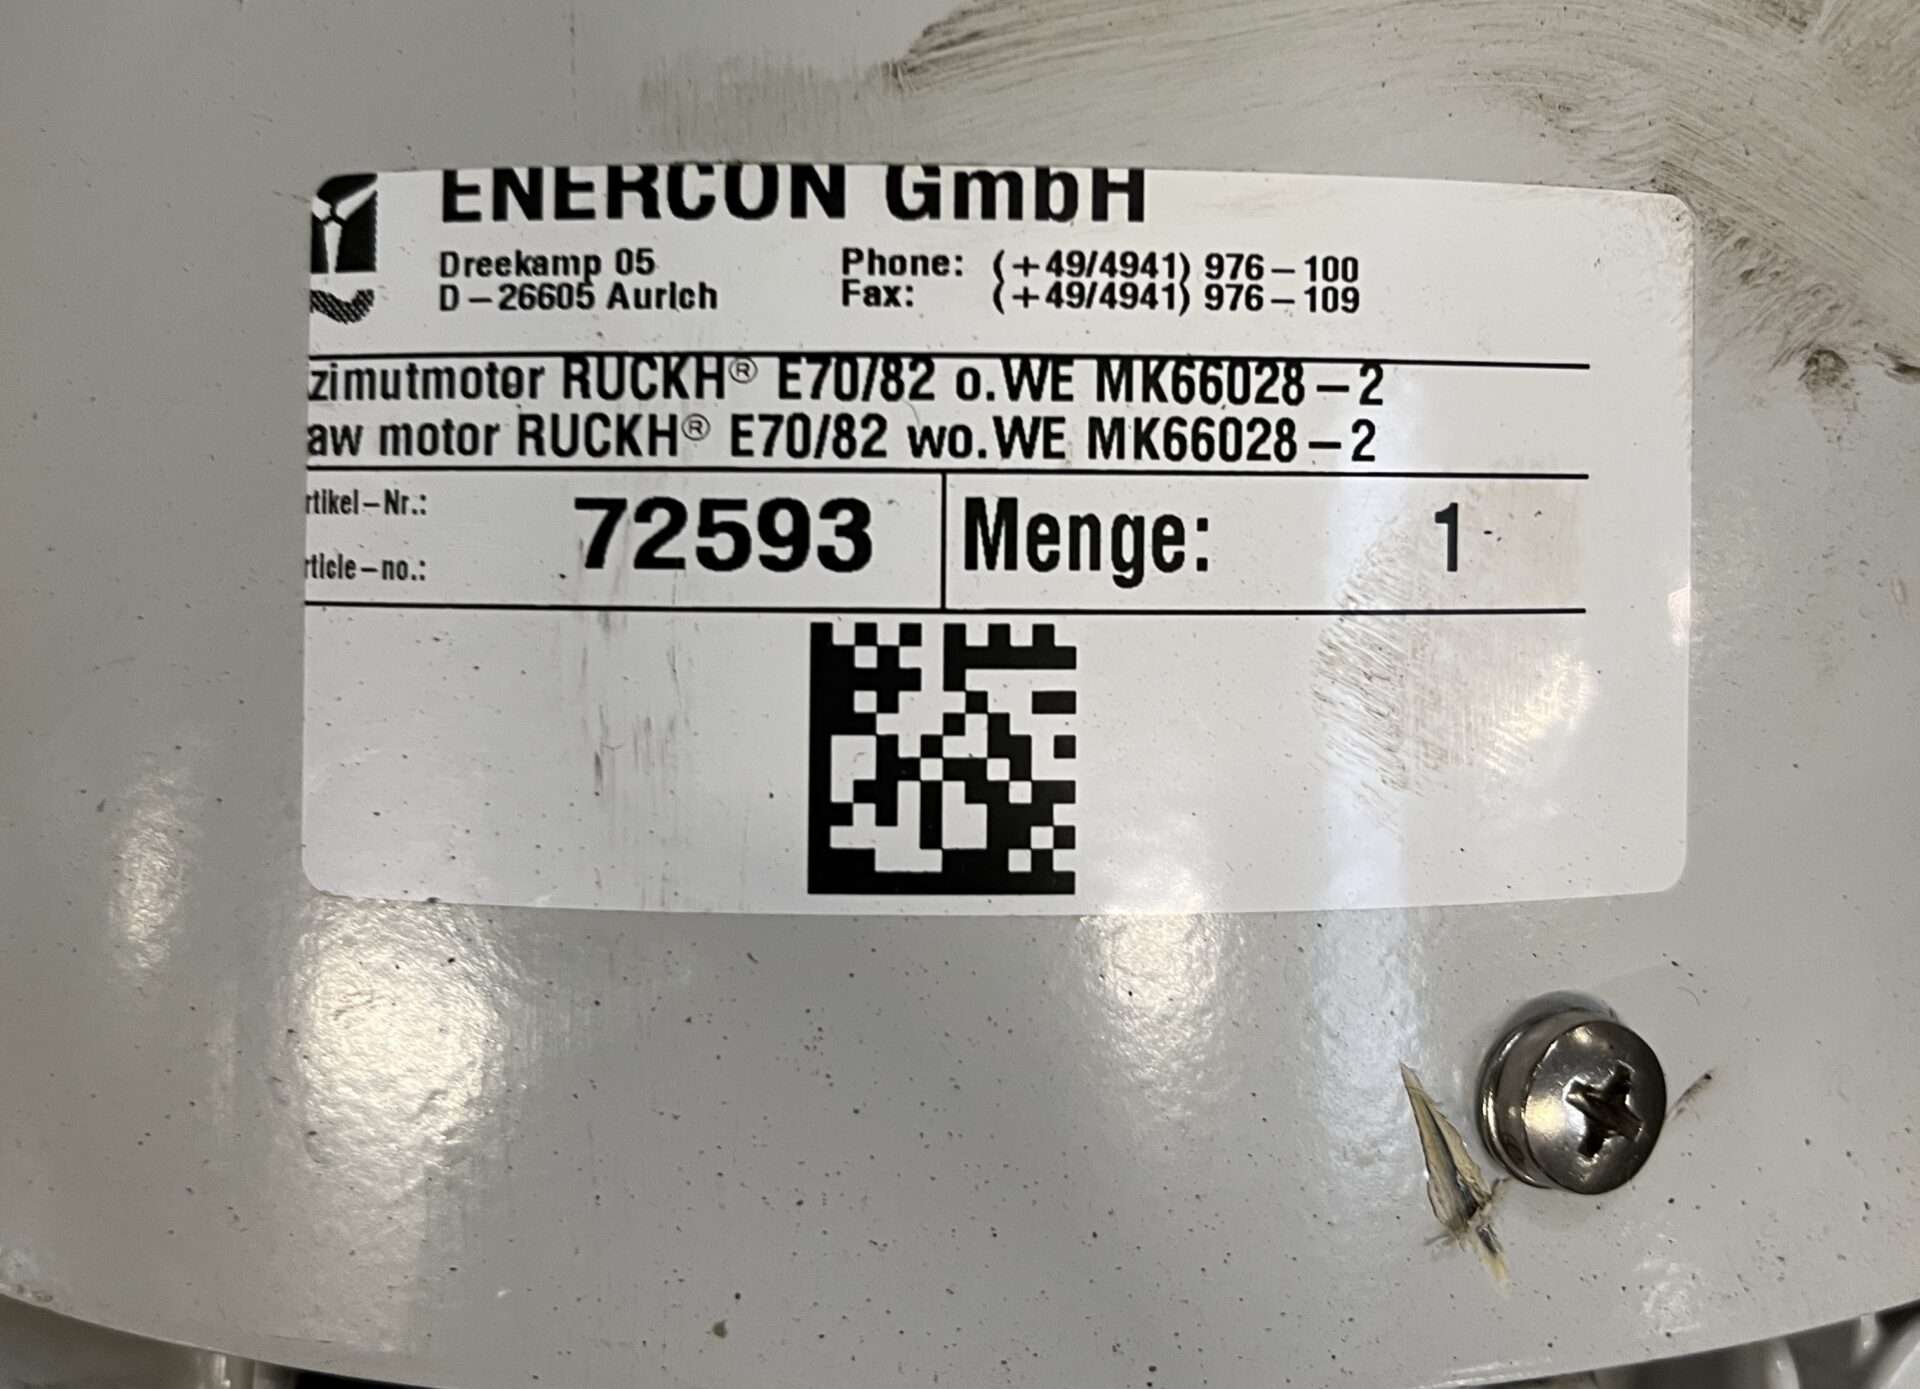 ENERCON GmbH
Dreekamp 05 Phone: (+49/4941) 976-100
D-26605 Aurich Fax: (+49/4941) 976-109
zimutmotor RUCKH® E70/82 o.WE MK66028-2
aw motor RUCKH® E70/82 wo.WE MK66028-2
rtikel-Nr.: 72593 Menge: 1
rticle-no.: